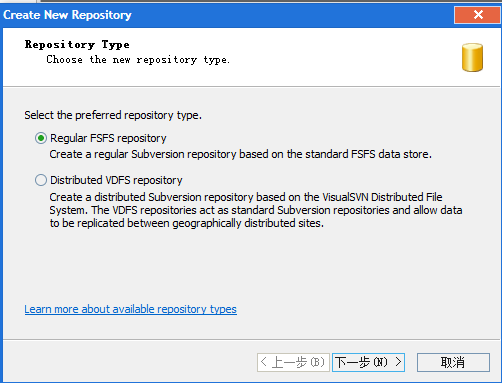 Create New Repository
Repository Type
Choose the new repository type.
Select the preferred repository type.
Regular FSFS repository
Create a regular Subversion repository based on the standard FSFS data store.
Distributed VDFS repository
Create a distributed Subversion repository based on the VisualSVN Distributed File
System. The VDFS repositories act as standard Subversion repositories and allow data
to be replicated between geographically distributed sites.
Learn more about available repository types
< 上一步(B) 下一步(N) > 取消